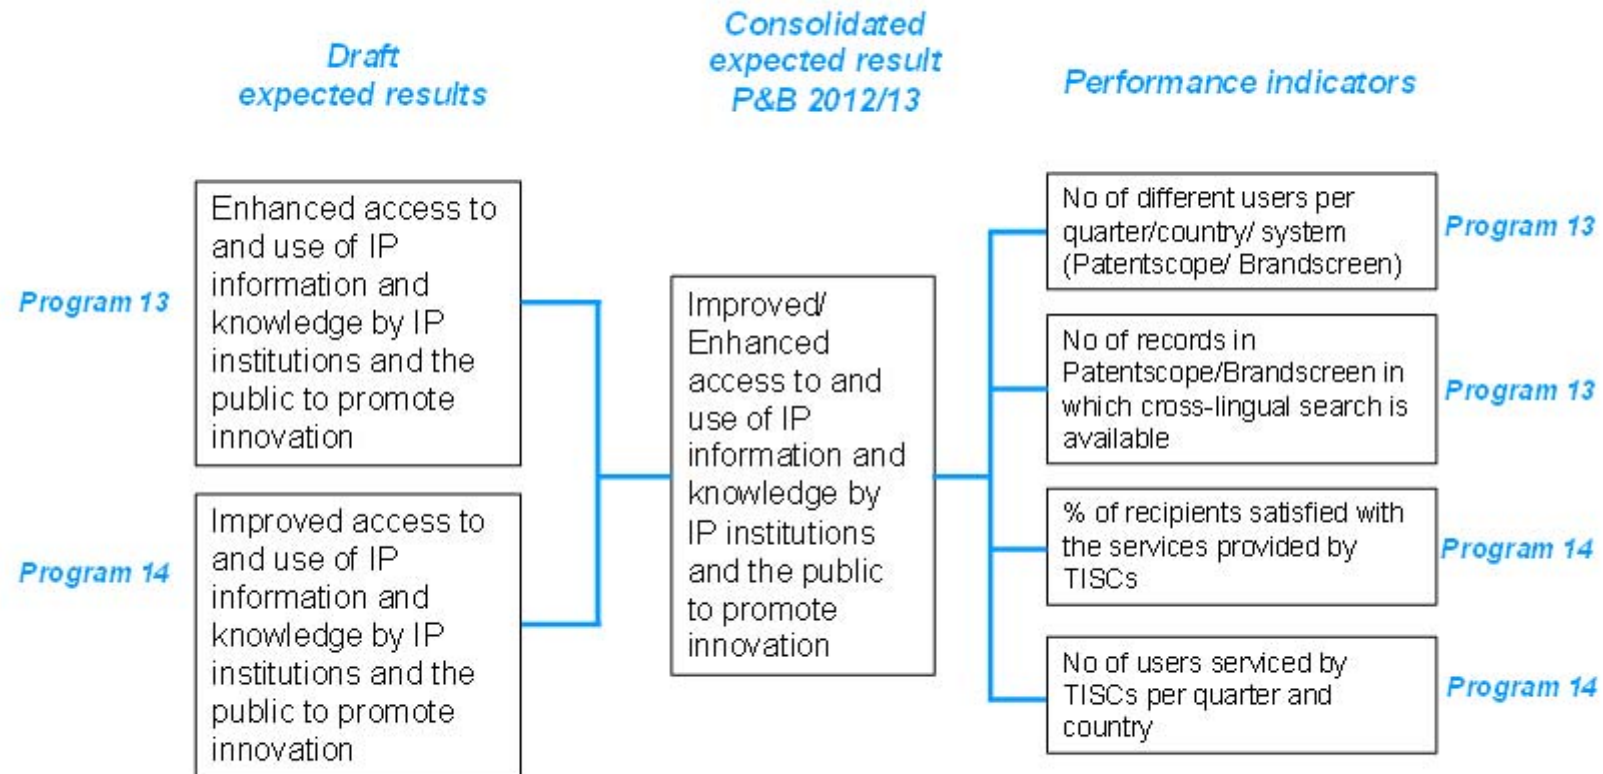 Draft
expected results
Consolidated
expected result
P&B 2012/13
Performance indicators
Program 13
Enhanced access to
and use of IP
information and
knowledge by IP
institutions and the
public to promote
innovation
Program 14
Improved access to
and use of IP
information and
knowledge by IP
institutions and the
public to promote
innovation
Improved/
Enhanced
access to and
use of IP
information and
knowledge by
IP institutions
and the public
to promote
innovation
No of different users per
quarter/country/ system
(Patentscope/ Brandscreen)
Program 13
No of records in
Patentscope/Brandscreen in
which cross-lingual search is
available
Program 13
% of recipients satisfied with
the services provided by
TISCs
Program 14
No of users serviced by
TISCs per quarter and
country
Program 14